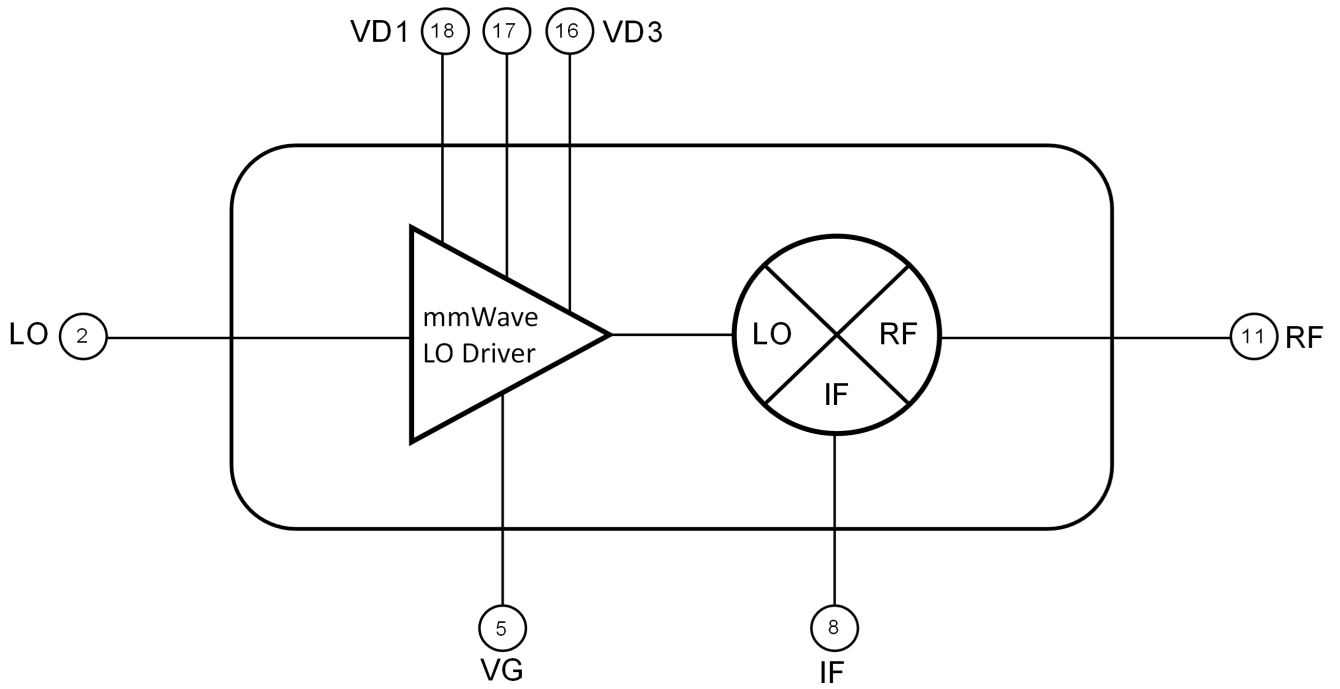 VD1 18 17 16 VD3
mmWave
LO Driver
LO 2
LO RF
IF
11 RF
5
VG
8
IF